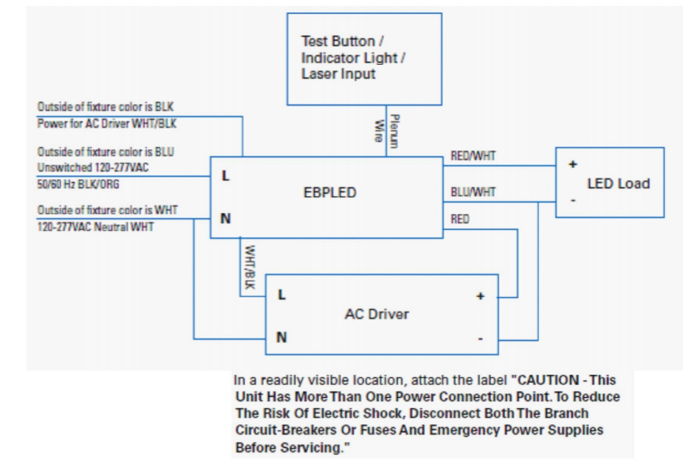 Test Button /
Indicator Light /
Laser Input
Outside of fixture color is BLK
Power for AC Driver WHT/BLK
Plenum
Wire
Outside of fixture color is BLU
Unswitched 120-277VAC
50/60 Hz BLK/ORG
Outside of fixture color is WHT
120-277VAC Neutral WHT
L
N
EBPLED
RED/WHT
BLU/WHT
RED
+
-
LED Load
WHT/BLK
L
N
AC Driver
+
-
In a readily visible location, attach the label "CAUTION - This
Unit Has More Than One Power Connection Point. To Reduce
The Risk Of Electric Shock, Disconnect Both The Branch
Circuit-Breakers Or Fuses And Emergency Power Supplies
Before Servicing."